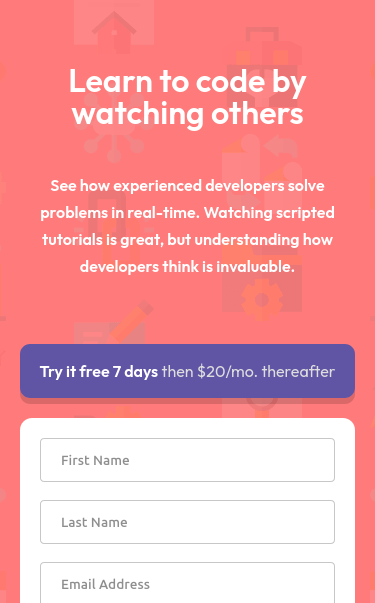 Learn to code by
watching others
See how experienced developers solve
problems in real-time. Watching scripted
tutorials is great, but understanding how
developers think is invaluable.
Try it free 7 days then $20/mo. thereafter
First Name
Last Name
Email Address